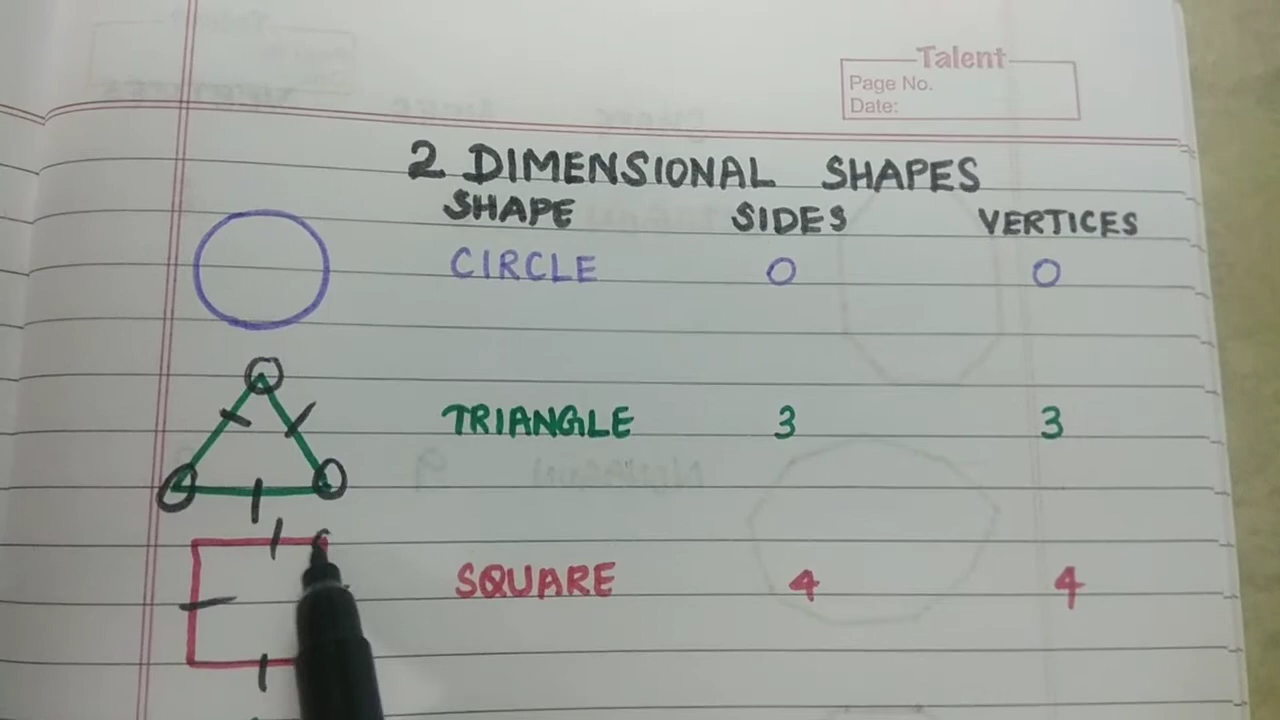 Talent
Page No.
Date:
2 DIMENSIONAL SHAPES
SHAPE SIDES VERTICES
CIRCLE 0 0
TRIANGLE 3 3
SQUARE 4 4